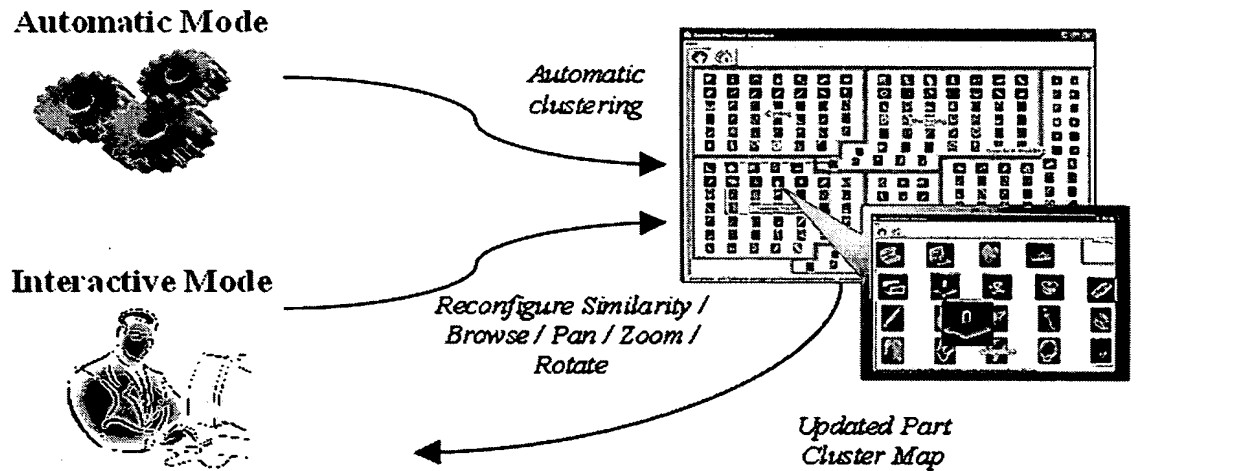 Automatic Mode
Automatic
clustering
Interactive Mode
Reconfigure Similarity /
Browse / Pan / Zoom /
Rotate
Updated Part
Cluster Map